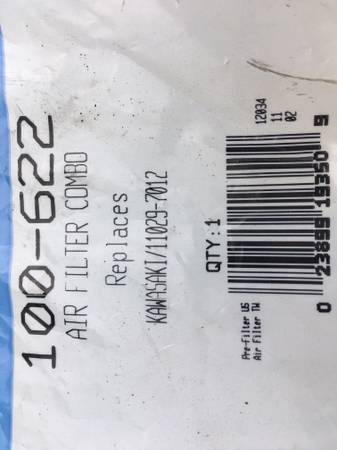 100-622
AIR FILTER COMBO
Replaces
KAWASAKI/11029-7012
QTY:1
Pre-Filter US
Air Filter TW
12034
11
02
0 23899 19350 9